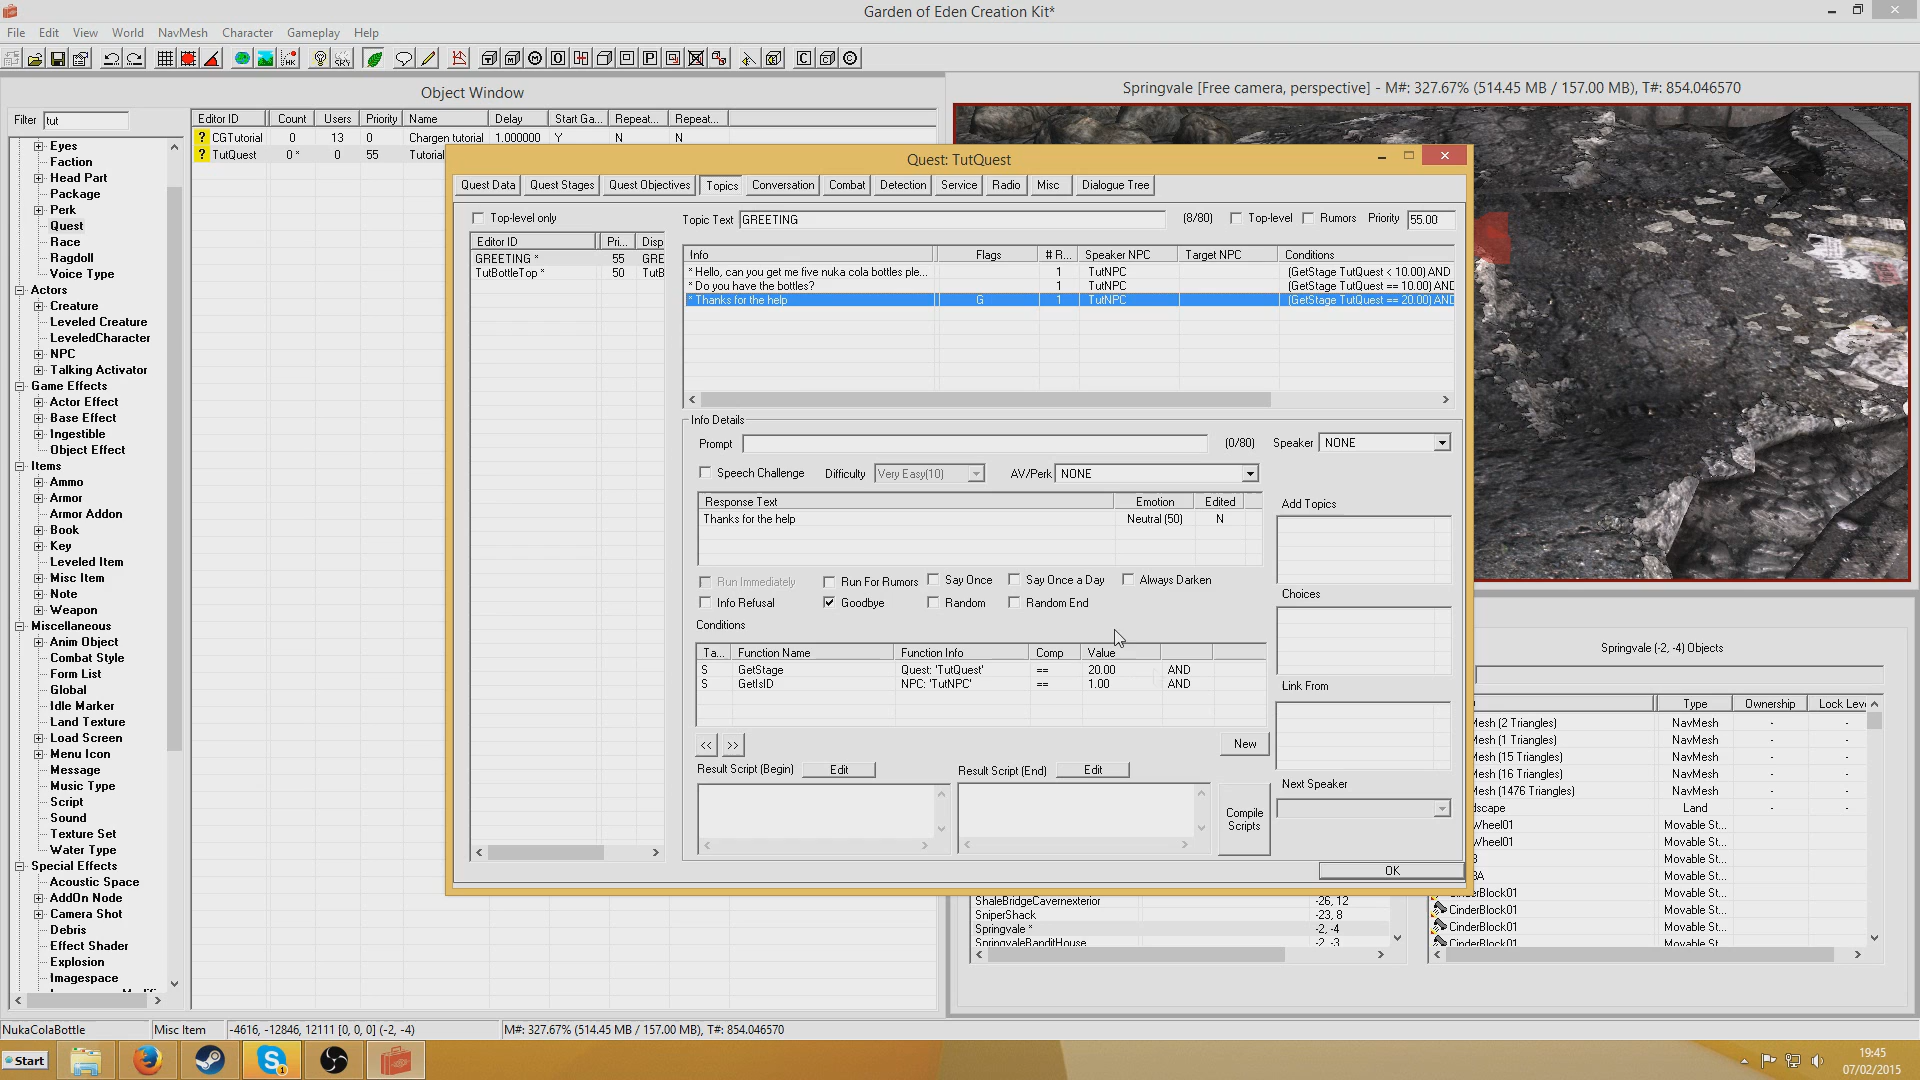 Garden of Eden Creation Kit*
File Edit View World NavMesh Character Gameplay Help
Object Window
Springvale [Free camera, perspective] - M#: 327.67% (514.45 MB / 157.00 MB), T#: 854.046570
Filter tut
Editor ID Count Users Priority Name Delay Start Ga... Repeat... Repeat...
CGTutorial 0 13 0 Chargen tutorial 1.000000 Y N N
TutQuest 0 * 0 55 Tutorial
Eyes
Faction
Head Part
Package
Perk
Quest
Race
Ragdoll
Voice Type
Actors
Creature
Leveled Creature
LeveledCharacter
NPC
Talking Activator
Game Effects
Actor Effect
Base Effect
Ingestible
Object Effect
Items
Ammo
Armor
Armor Addon
Book
Key
Leveled Item
Misc Item
Note
Weapon
Miscellaneous
Anim Object
Combat Style
Form List
Global
Idle Marker
Land Texture
Load Screen
Menu Icon
Message
Music Type
Script
Sound
Texture Set
Water Type
Special Effects
Acoustic Space
AddOn Node
Camera Shot
Debris
Effect Shader
Explosion
Imagespace
Quest: TutQuest
Quest Data Quest Stages Quest Objectives Topics Conversation Combat Detection Service Radio Misc Dialogue Tree
Top-level only
Topic Text GREETING (8/80) Top-level Rumors Priority 55.00
Editor ID Pri... Disp
GREETING * 55 GRE
TutBottleTop * 50 TutB
Info Flags # R... Speaker NPC Target NPC Conditions
* Hello, can you get me five nuka cola bottles ple... 1 TutNPC (GetStage TutQuest < 10.00) AND
* Do you have the bottles? 1 TutNPC (GetStage TutQuest == 10.00) AND
* Thanks for the help G 1 TutNPC (GetStage TutQuest == 20.00) AND
Info Details
Prompt (0/80) Speaker NONE
Speech Challenge Difficulty Very Easy(10) AV/Perk NONE
Response Text Emotion Edited
Thanks for the help Neutral (50) N
Add Topics
Run Immediately Run For Rumors Say Once Say Once a Day Always Darken
Info Refusal Goodbye Random Random End
Choices
Conditions
Ta... Function Name Function Info Comp Value
S GetStage Quest: 'TutQuest' == 20.00 AND
S GetIsID NPC: 'TutNPC' == 1.00 AND
Link From
<< >> New
Result Script (Begin) Edit Result Script (End) Edit
Next Speaker
Compile
Scripts
OK
Springvale (-2, -4) Objects
Type Ownership Lock Leve
Mesh (2 Triangles) NavMesh - -
Mesh (1 Triangles) NavMesh - -
Mesh (15 Triangles) NavMesh - -
Mesh (16 Triangles) NavMesh - -
Mesh (1476 Triangles) NavMesh - -
dscape Land - -
Wheel01 Movable St...
Wheel01 Movable St...
Movable St...
Movable St...
CinderBlock01 Movable St...
CinderBlock01 Movable St...
CinderBlock01 Movable St...
CinderBlock01 Movable St...
ShaleBridgeCavernexterior -26, 12
SniperShack -23, 8
Springvale * -2, -4
SpringvaleBanditHouse -2, -3
NukaColaBottle Misc Item -4616, -12846, 12111 [0, 0, 0] (-2, -4) M#: 327.67% (514.45 MB / 157.00 MB), T#: 854.046570
Start
19:45
07/02/2015